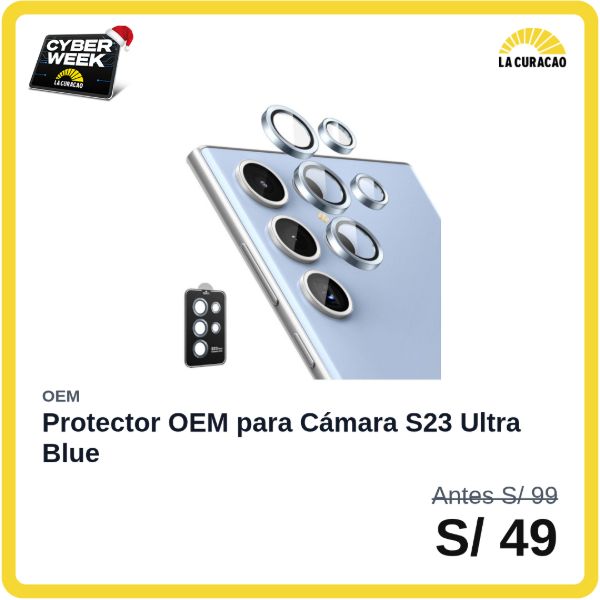 CYBER
WEEK
LA CURACAO
LA CURACAO
OEM
Protector OEM para Cámara S23 Ultra
Blue
Antes S/ 99
S/ 49